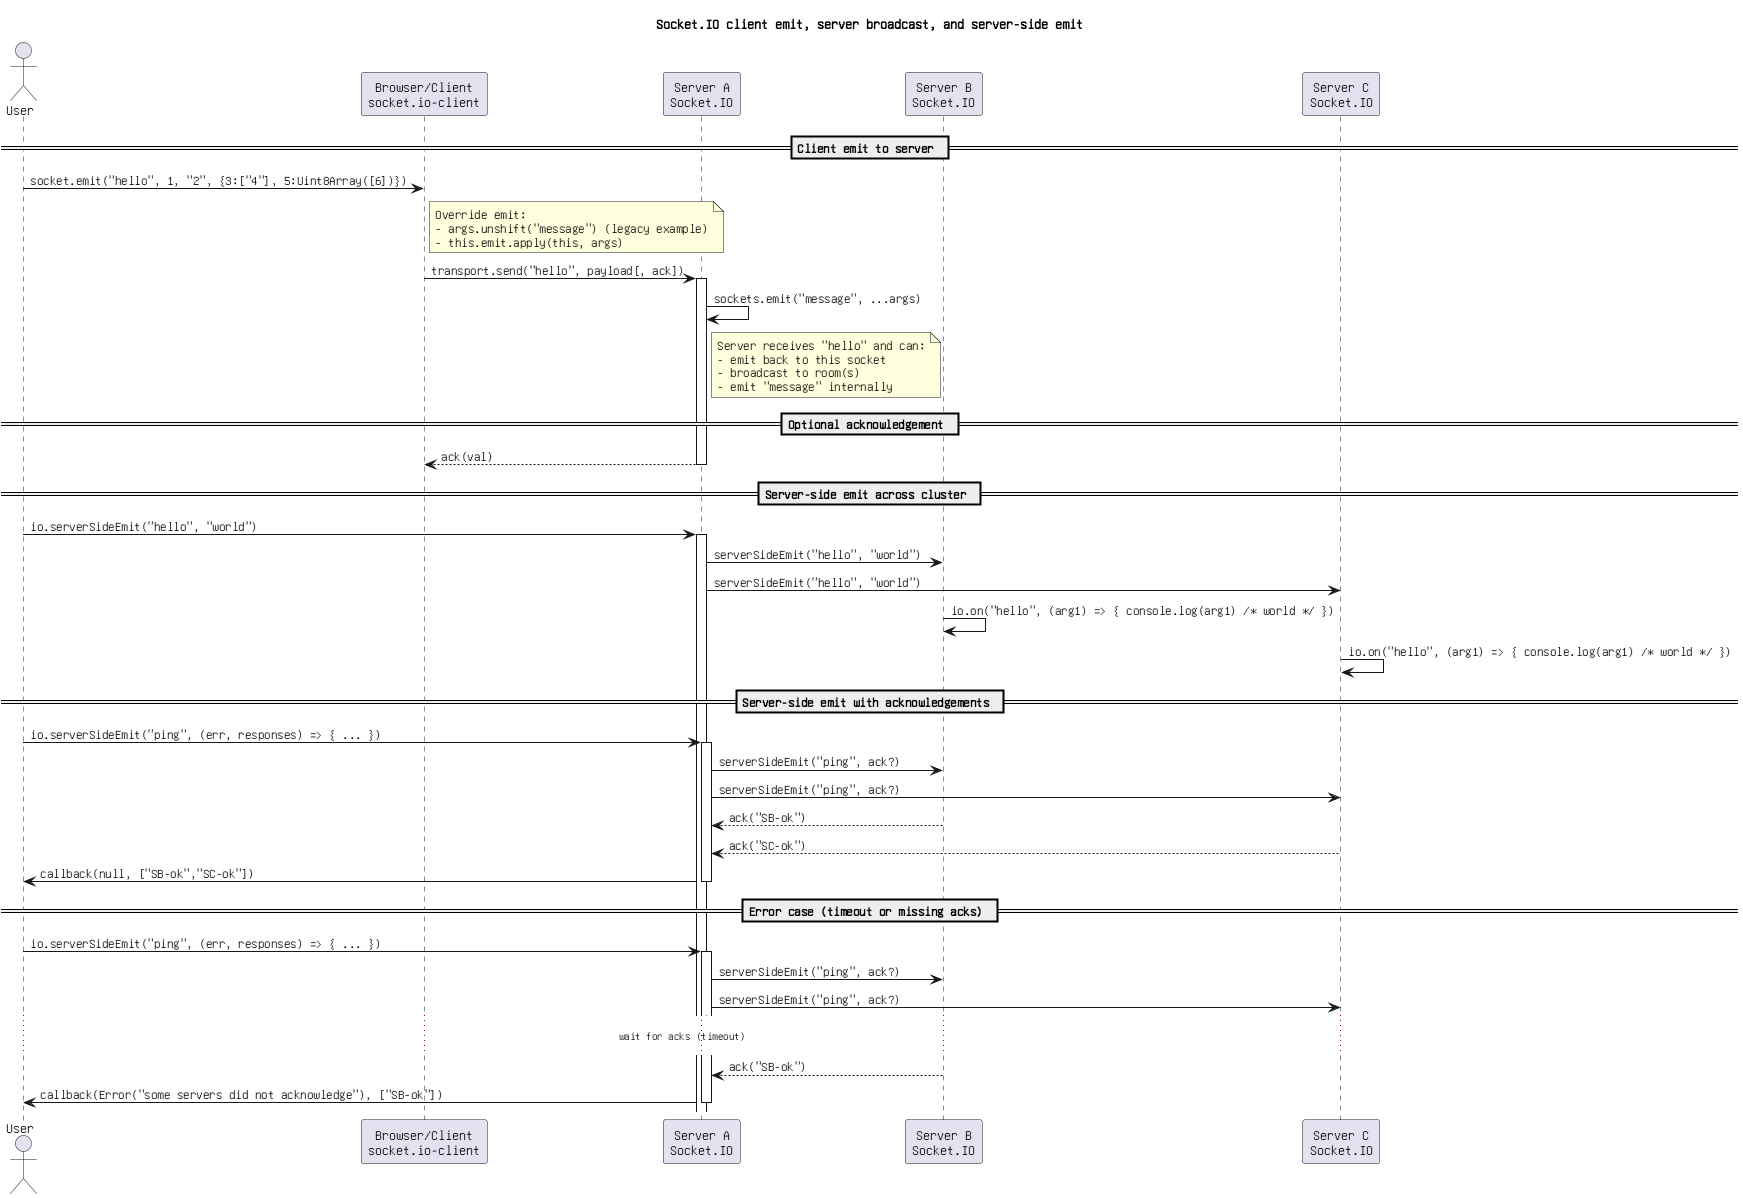 Socket.IO client emit, server broadcast, and server-side emit
User
Browser/Client
socket.io-client
Server A
Socket.IO
Server B
Socket.IO
Server C
Socket.IO
Client emit to server
socket.emit("hello", 1, "2", {3:["4"], 5:Uint8Array([6])})
Override emit:
- args.unshift("message") (legacy example)
- this.emit.apply(this, args)
transport.send("hello", payload[, ack])
sockets.emit("message", ...args)
Server receives "hello" and can:
- emit back to this socket
- broadcast to room(s)
- emit "message" internally
Optional acknowledgement
ack(val)
Server-side emit across cluster
io.serverSideEmit("hello", "world")
serverSideEmit("hello", "world")
serverSideEmit("hello", "world")
io.on("hello", (arg1) => { console.log(arg1) /* world */ })
io.on("hello", (arg1) => { console.log(arg1) /* world */ })
Server-side emit with acknowledgements
io.serverSideEmit("ping", (err, responses) => { ... })
serverSideEmit("ping", ack?)
serverSideEmit("ping", ack?)
ack("SB-ok")
ack("SC-ok")
callback(null, ["SB-ok","SC-ok"])
Error case (timeout or missing acks)
io.serverSideEmit("ping", (err, responses) => { ... })
serverSideEmit("ping", ack?)
serverSideEmit("ping", ack?)
wait for acks (timeout)
ack("SB-ok")
callback(Error("some servers did not acknowledge"), ["SB-ok"])
User
Browser/Client
socket.io-client
Server A
Socket.IO
Server B
Socket.IO
Server C
Socket.IO